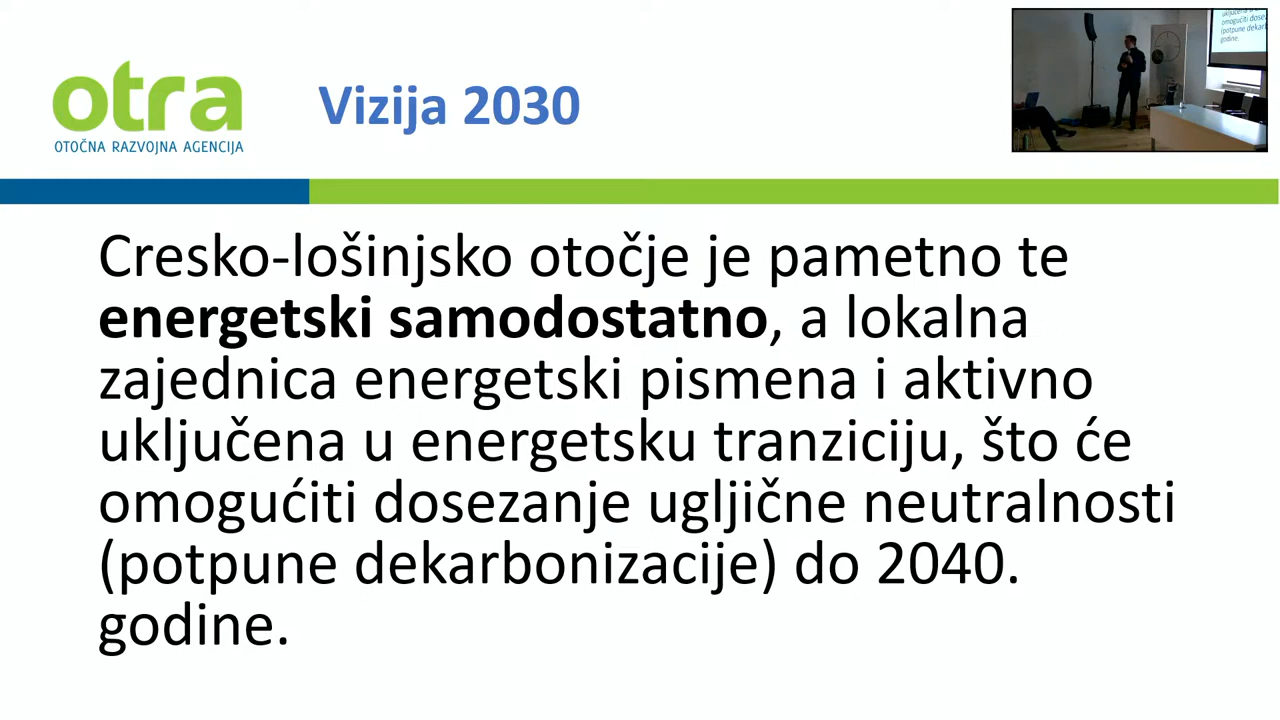 otra
OTOČNA RAZVOJNA AGENCIJA
Vizija 2030
Cresko-lošinjsko otočje je pametno te
energetski samodostatno, a lokalna
zajednica energetski pismena i aktivno
uključena u energetsku tranziciju, što će
omogućiti dosezanje ugljične neutralnosti
(potpune dekarbonizacije) do 2040.
godine.